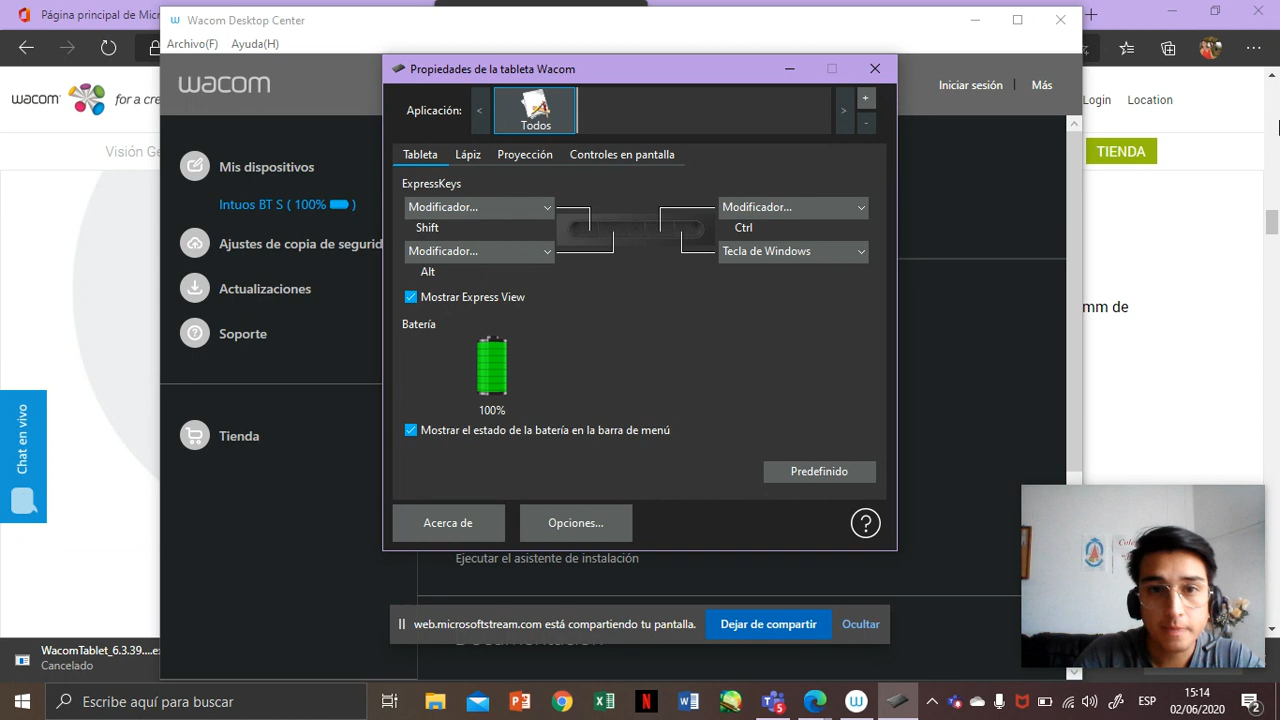 Página principal de Micr
Wacom Desktop Center
Archivo(F) Ayuda(H)
wacom for a cre
Visión Ge
wacom
Iniciar sesión Más
Login Location
TIENDA
Mis dispositivos
Intuos BT S ( 100% )
Ajustes de copia de segurid
Actualizaciones
Soporte
Tienda
Propiedades de la tableta Wacom
Aplicación: < Todos > + -
Tableta Lápiz Proyección Controles en pantalla
ExpressKeys
Modificador... Modificador...
Shift Ctrl
Modificador... Tecla de Windows
Alt
Mostrar Express View
Batería
100%
Mostrar el estado de la batería en la barra de menú
Predefinido
Acerca de Opciones... ?
mm de
Chat en vivo
Ejecutar el asistente de instalación
web.microsoftstream.com está compartiendo tu pantalla. Dejar de compartir Ocultar
WacomTablet_6.3.39....e
Cancelado
Escribe aquí para buscar
ESP
15:14
02/06/2020
2